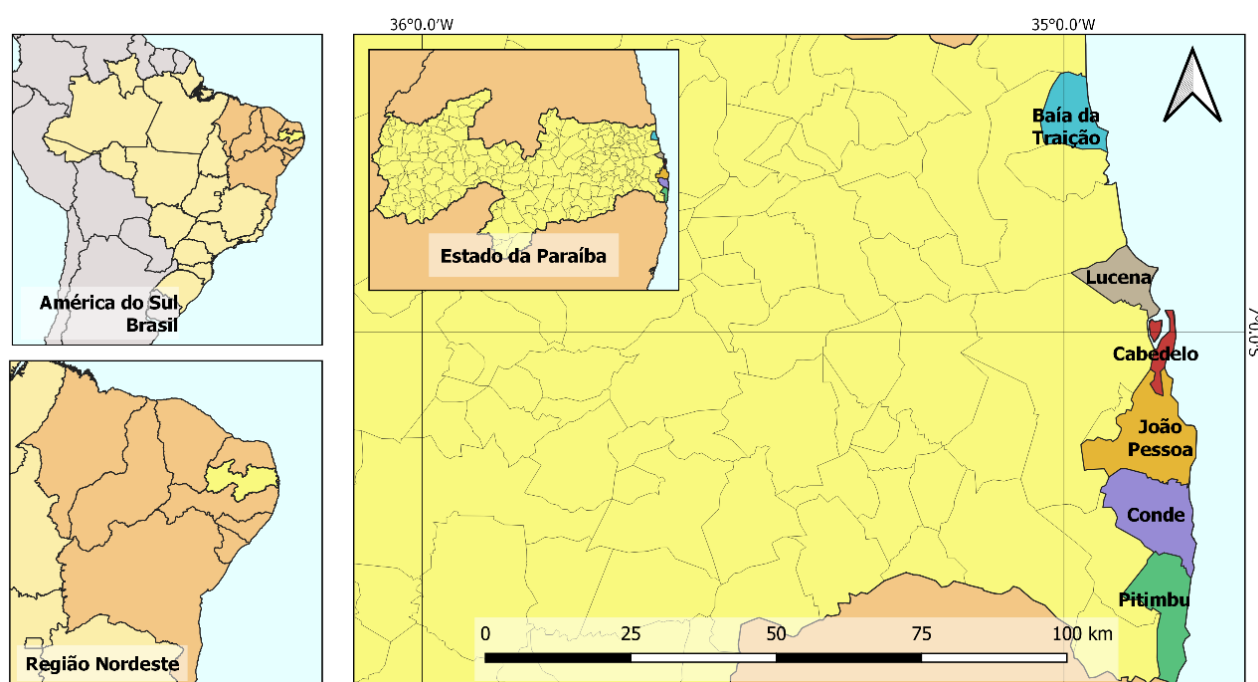 36°0.0'W
35°0.0'W
América do Sul
Brasil
Estado da Paraíba
Baía da
Traição
Lucena
7°0.0'S
Cabedelo
João
Pessoa
Conde
Pitimbu
Região Nordeste
0 25 50 75 100 km